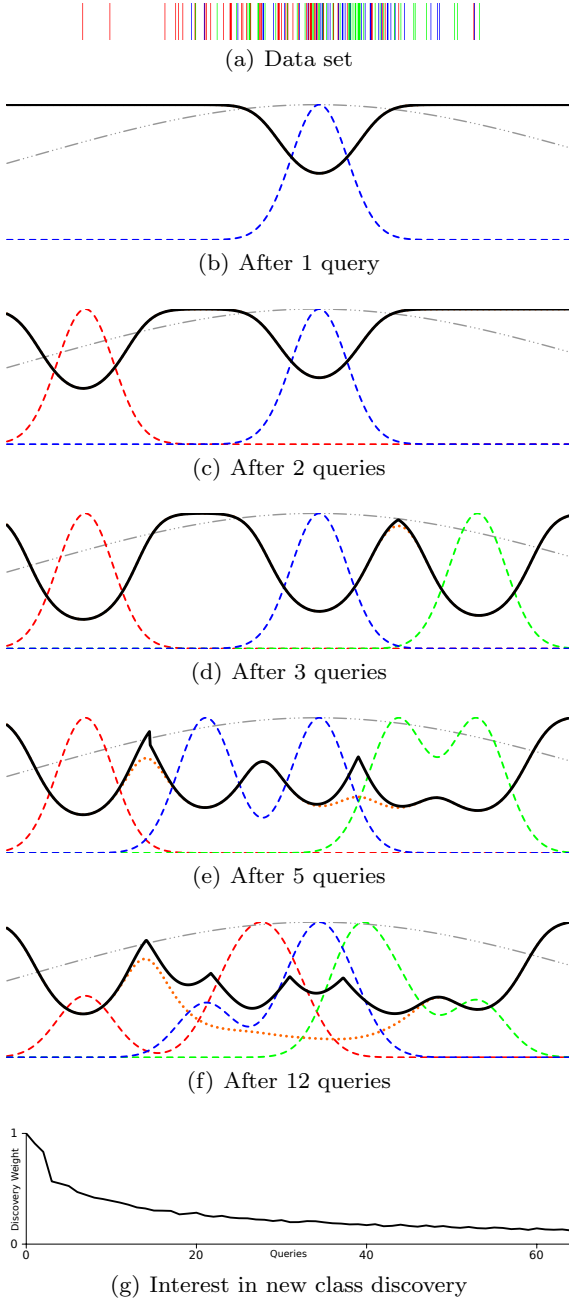 (a) Data set
(b) After 1 query
(c) After 2 queries
(d) After 3 queries
(e) After 5 queries
(f) After 12 queries
1
Discovery Weight
0
0
20
Queries
40
60
(g) Interest in new class discovery